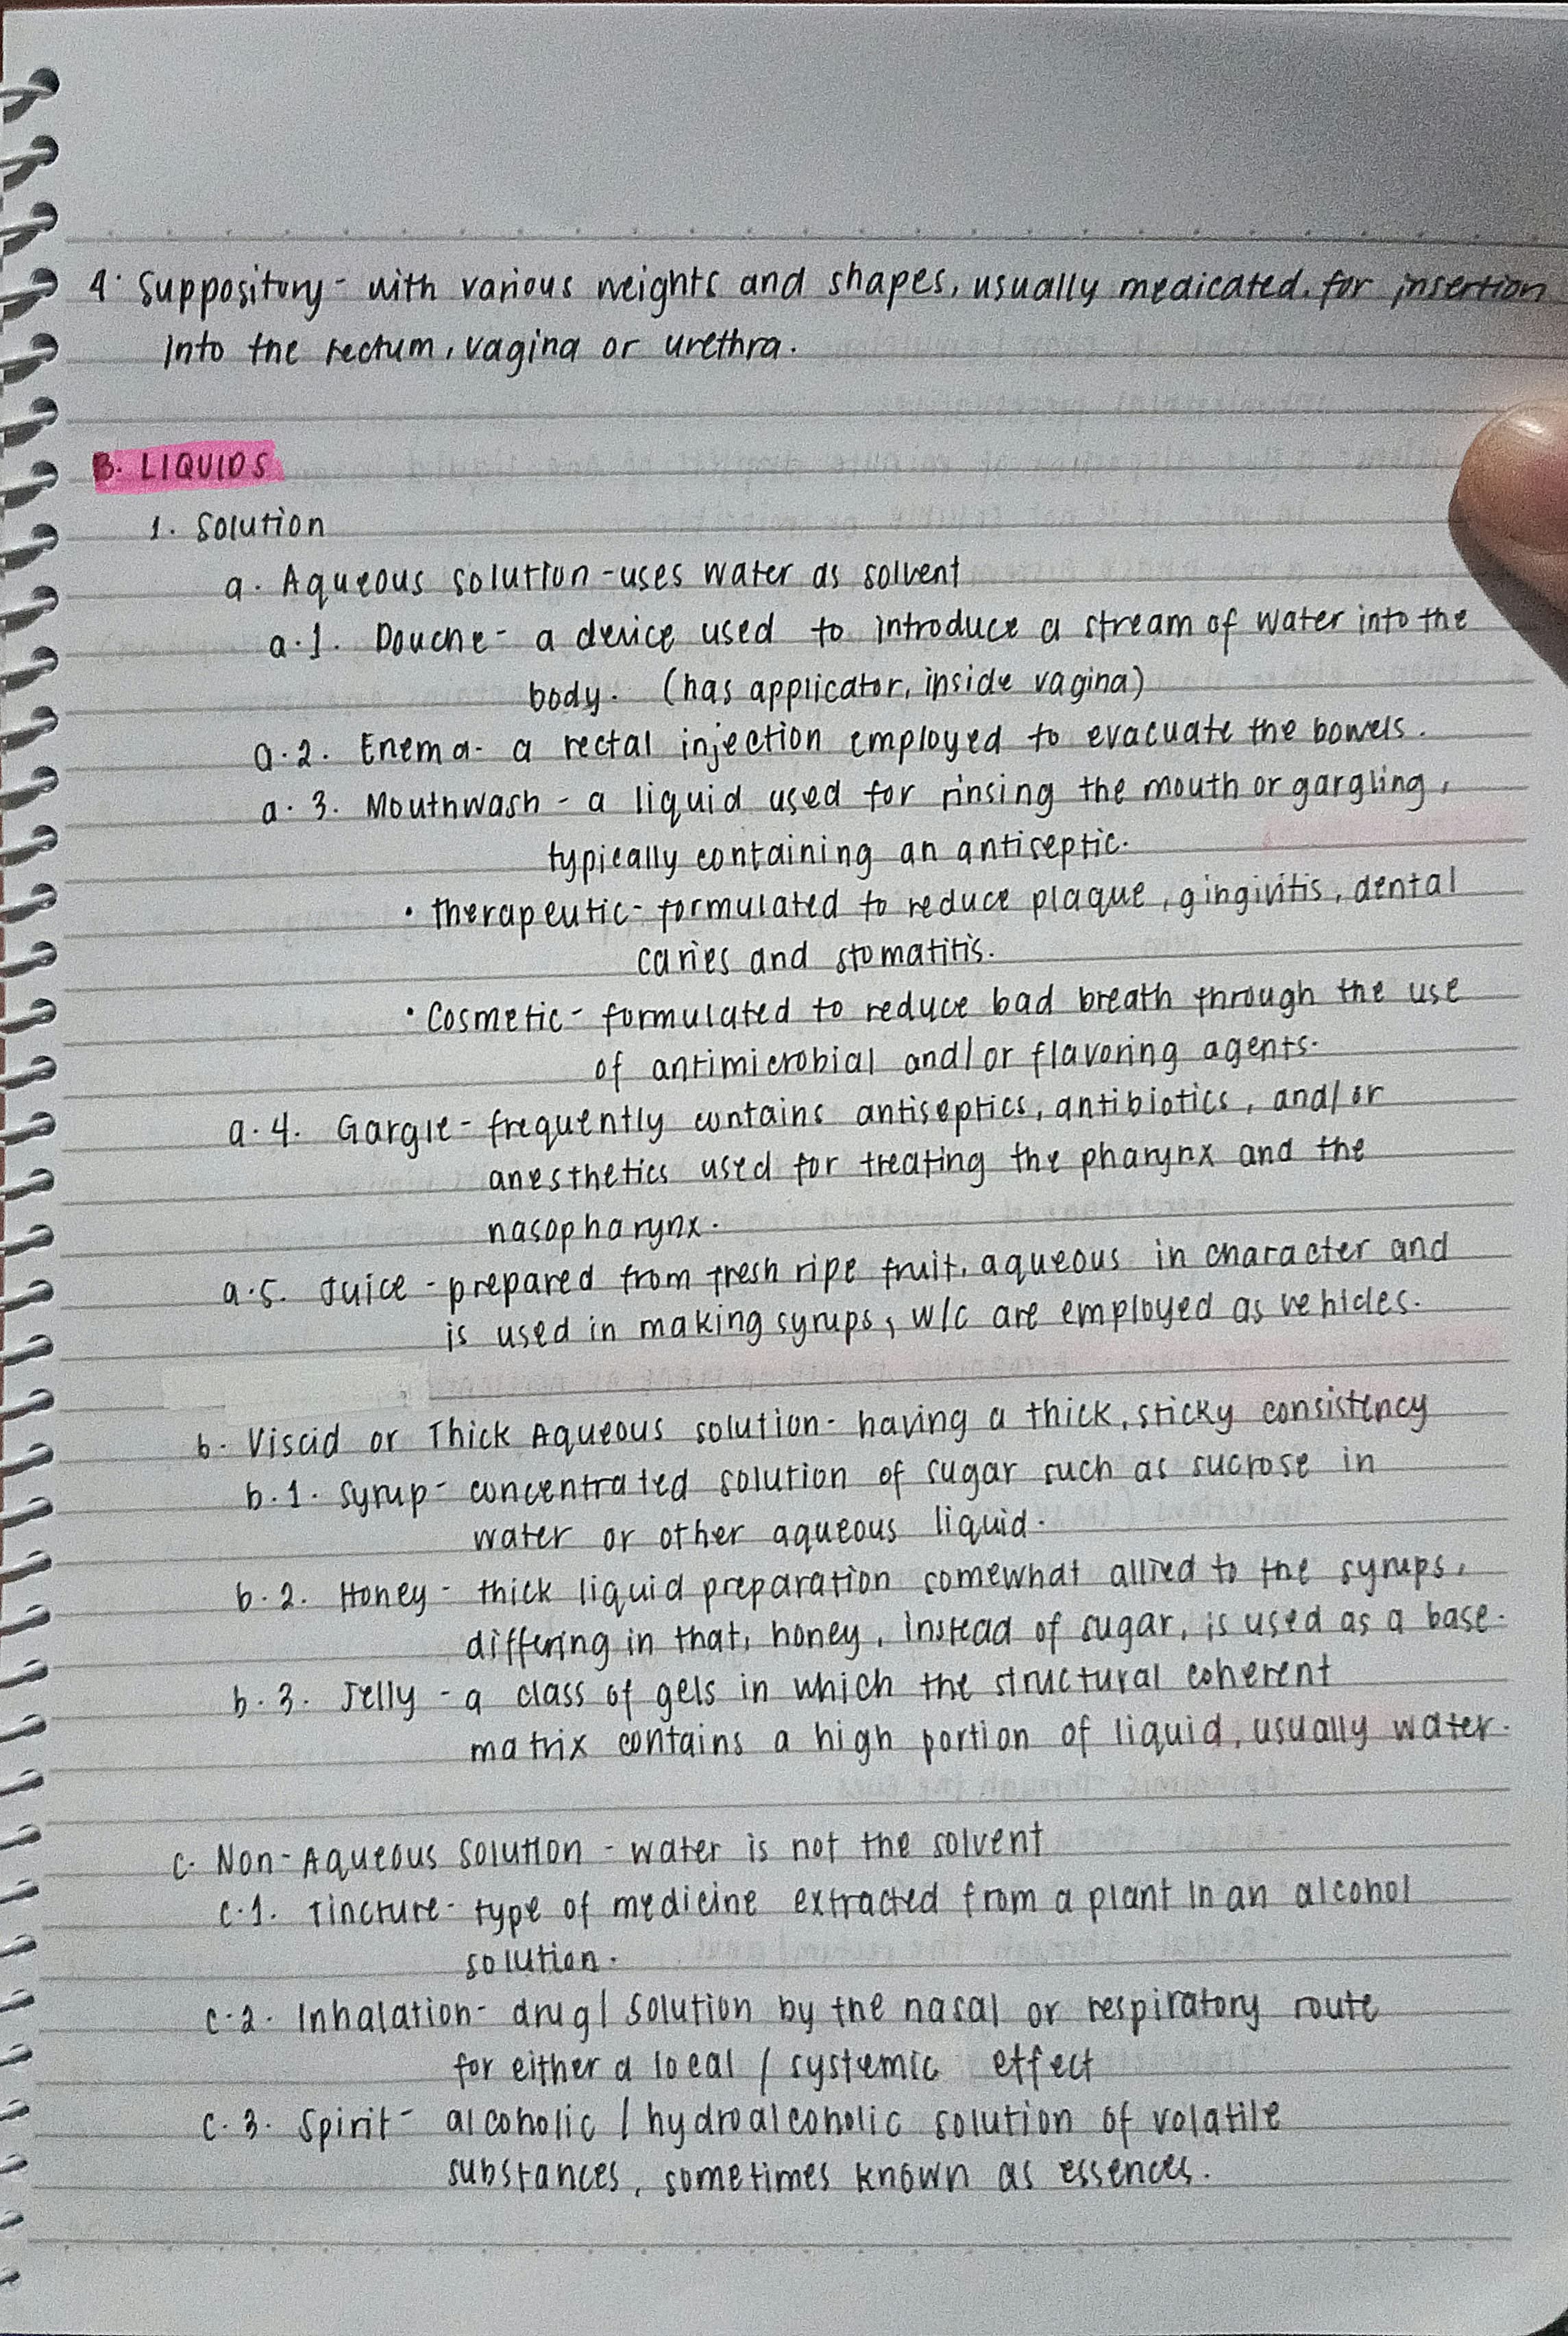 4. Suppository - with various weights and shapes, usually medicated, for insertion
into the rectum, vagina or urethra.
B. LIQUIDS
1. Solution
a. Aqueous solution - uses water as solvent
a.1. Douche - a device used to introduce a stream of water into the
body. (has applicator, inside vagina)
a.2. Enema - a rectal injection employed to evacuate the bowels.
a.3. Mouthwash - a liquid used for rinsing the mouth or gargling,
typically containing an antiseptic.
• Therapeutic - formulated to reduce plaque, gingivitis, dental
caries and stomatitis.
• Cosmetic - formulated to reduce bad breath through the use
of antimicrobial and/or flavoring agents.
a.4. Gargle - frequently contains antiseptics, antibiotics, and/or
anesthetics used for treating the pharynx and the
nasopharynx.
a.5. Juice - prepared from fresh ripe fruit, aqueous in character and
is used in making syrups, w/c are employed as vehicles.
b. Viscid or Thick Aqueous solution - having a thick, sticky consistency
b.1. Syrup - concentrated solution of sugar such as sucrose in
water or other aqueous liquid.
b.2. Honey - thick liquid preparation somewhat allied to the syrups,
differing in that, honey, instead of sugar, is used as a base.
b.3. Jelly - a class of gels in which the structural coherent
matrix contains a high portion of liquid, usually water.
c. Non-Aqueous Solution - water is not the solvent
c.1. Tincture - type of medicine extracted from a plant in an alcohol
solution.
c.2. Inhalation - drug/solution by the nasal or respiratory route
for either a local / systemic effect
c.3. Spirit - alcoholic / hydroalcoholic solution of volatile
substances, sometimes known as essences.